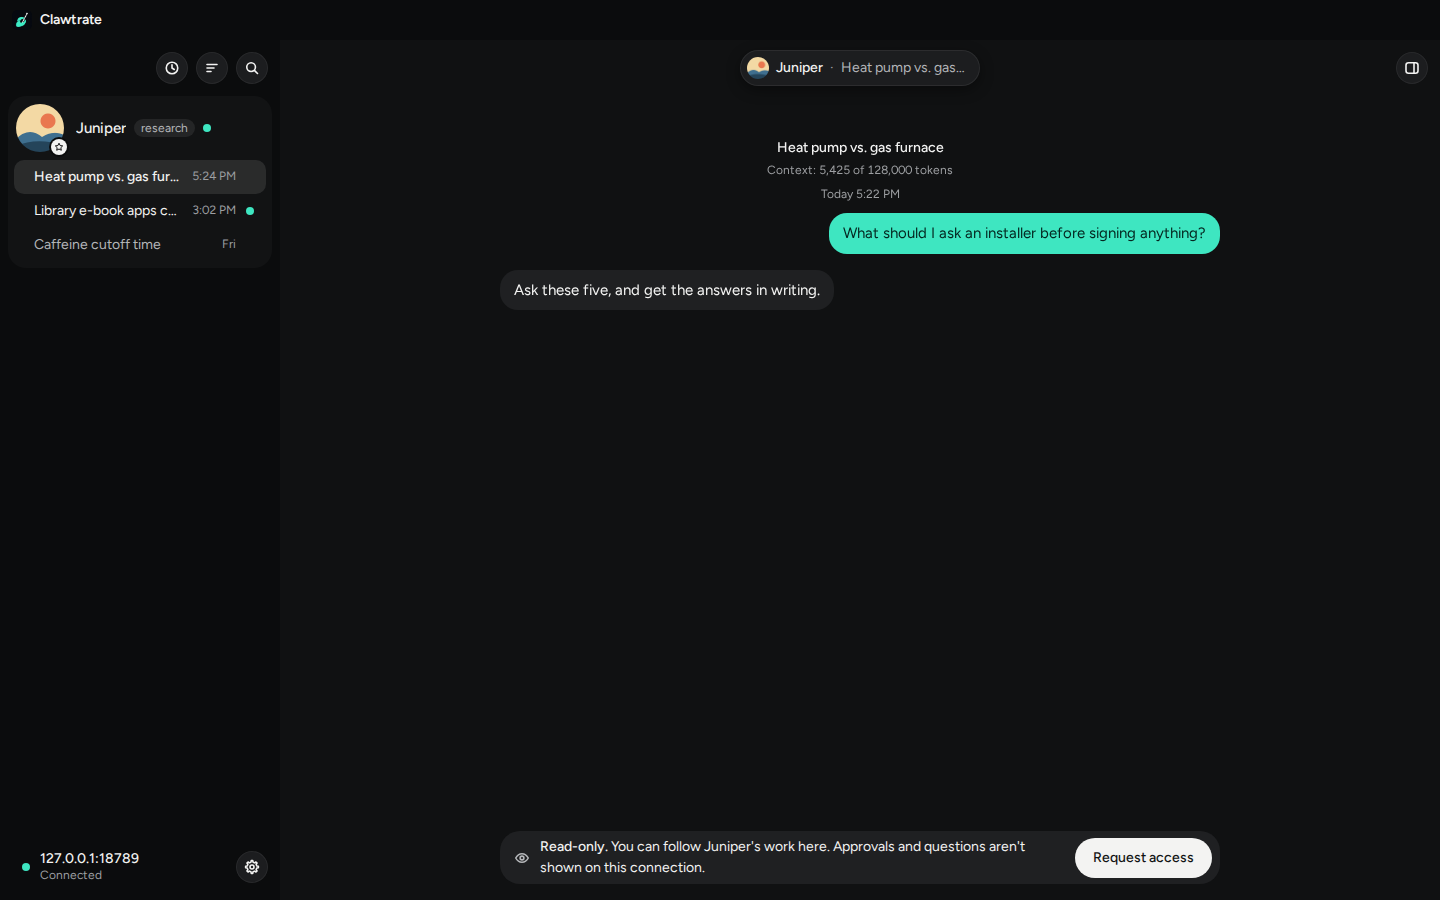 Clawtrate
Juniper · Heat pump vs. gas...
Juniper research
Heat pump vs. gas fur... 5:24 PM
Library e-book apps c... 3:02 PM
Caffeine cutoff time Fri
Heat pump vs. gas furnace
Context: 5,425 of 128,000 tokens
Today 5:22 PM
What should I ask an installer before signing anything?
Ask these five, and get the answers in writing.
127.0.0.1:18789
Connected
Read-only. You can follow Juniper's work here. Approvals and questions aren't
shown on this connection.
Request access